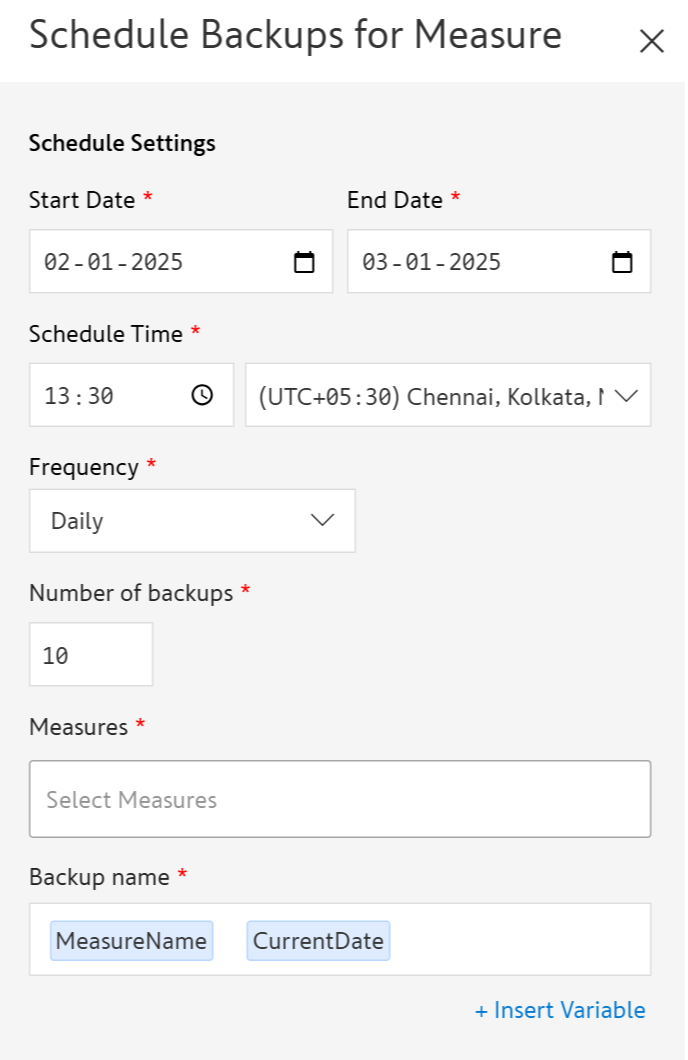 Schedule Backups for Measure
Schedule Settings
Start Date *
End Date *
02-01-2025
03-01-2025
Schedule Time *
13:30
(UTC+05:30) Chennai, Kolkata,
Frequency *
Daily
Number of backups *
10
Measures *
Select Measures
Backup name *
MeasureName CurrentDate
+ Insert Variable